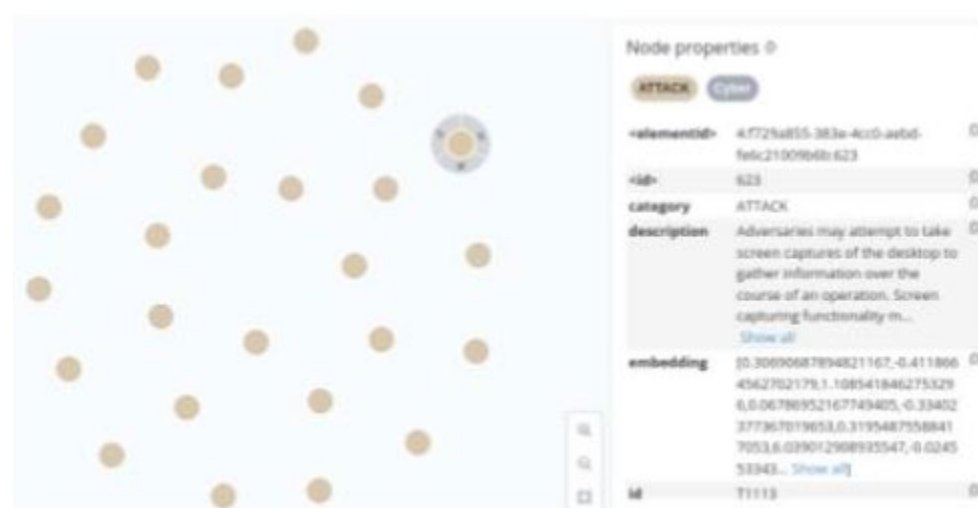 Node properties
ATTACK Cyber
<elementId> 4:f729a855-383e-4cc0-aebd-
fe6c21009b6b:623
<id> 623
category ATTACK
description Adversaries may attempt to take
screen captures of the desktop to
gather information over the
course of an operation. Screen
capturing functionality m...
Show all
embedding [0.30690687894821167,-0.411866
4562702179,1.108541846275329
6,0.06786952167749405,-0.33402
377367019653,0.3195487558841
7053,6.039012908935547,-0.0245
53343... Show all]
id T1113